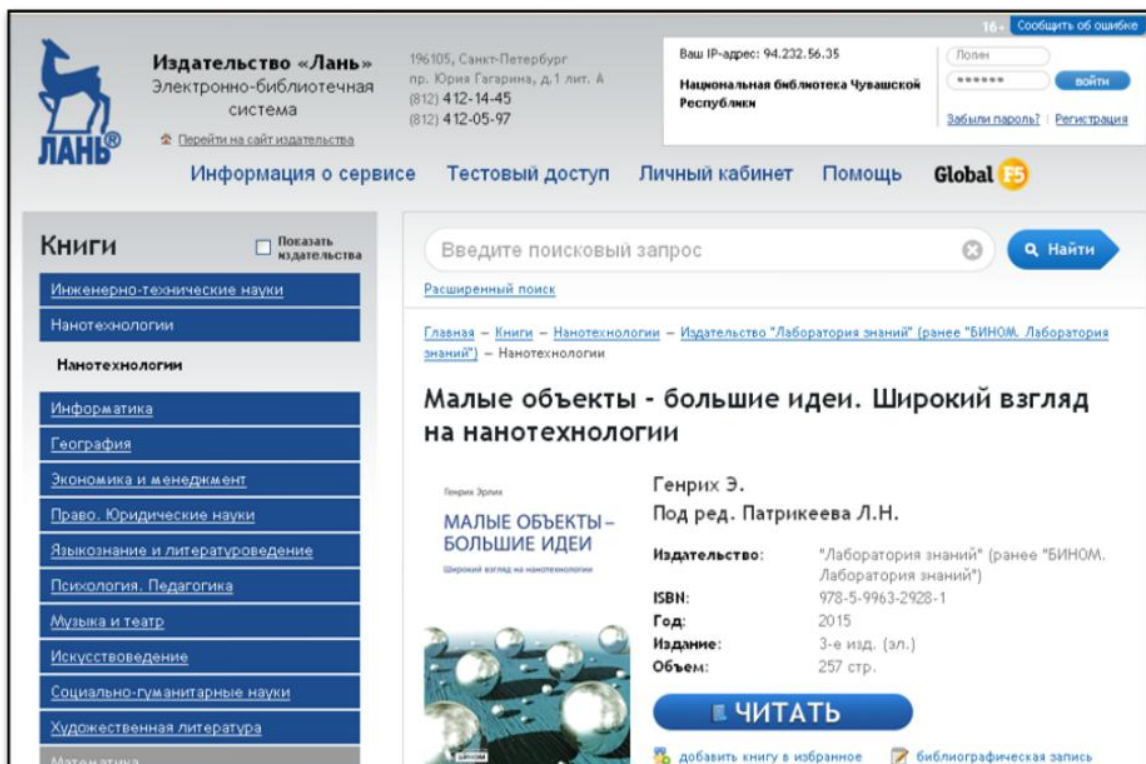 16+ Сообщить об ошибке
ЛАНЬ®
Издательство «Лань»
Электронно-библиотечная
система
Перейти на сайт издательства
196105, Санкт-Петербург
пр. Юрия Гагарина, д.1 лит. А
(812) 412-14-45
(812) 412-05-97
Ваш IP-адрес: 94.232.56.35
Национальная библиотека Чувашской
Республики
Логин
******
войти
Забыли пароль? | Регистрация
Информация о сервисе Тестовый доступ Личный кабинет Помощь Global F5
Книги
Показать
издательства
Инженерно-технические науки
Нанотехнологии
Нанотехнологии
Информатика
География
Экономика и менеджмент
Право. Юридические науки
Языкознание и литературоведение
Психология. Педагогика
Музыка и театр
Искусствоведение
Социально-гуманитарные науки
Художественная литература
Математика
Введите поисковый запрос
Найти
Расширенный поиск
Главная – Книги – Нанотехнологии – Издательство "Лаборатория знаний" (ранее "БИНОМ. Лаборатория
знаний") – Нанотехнологии
Малые объекты - большие идеи. Широкий взгляд
на нанотехнологии
Генрих Эрлих
МАЛЫЕ ОБЪЕКТЫ –
БОЛЬШИЕ ИДЕИ
Широкий взгляд на нанотехнологии
БИНОМ
Генрих Э.
Под ред. Патрикеева Л.Н.
Издательство: "Лаборатория знаний" (ранее "БИНОМ.
Лаборатория знаний")
ISBN: 978-5-9963-2928-1
Год: 2015
Издание: 3-е изд. (эл.)
Объем: 257 стр.
ЧИТАТЬ
добавить книгу в избранное библиографическая запись